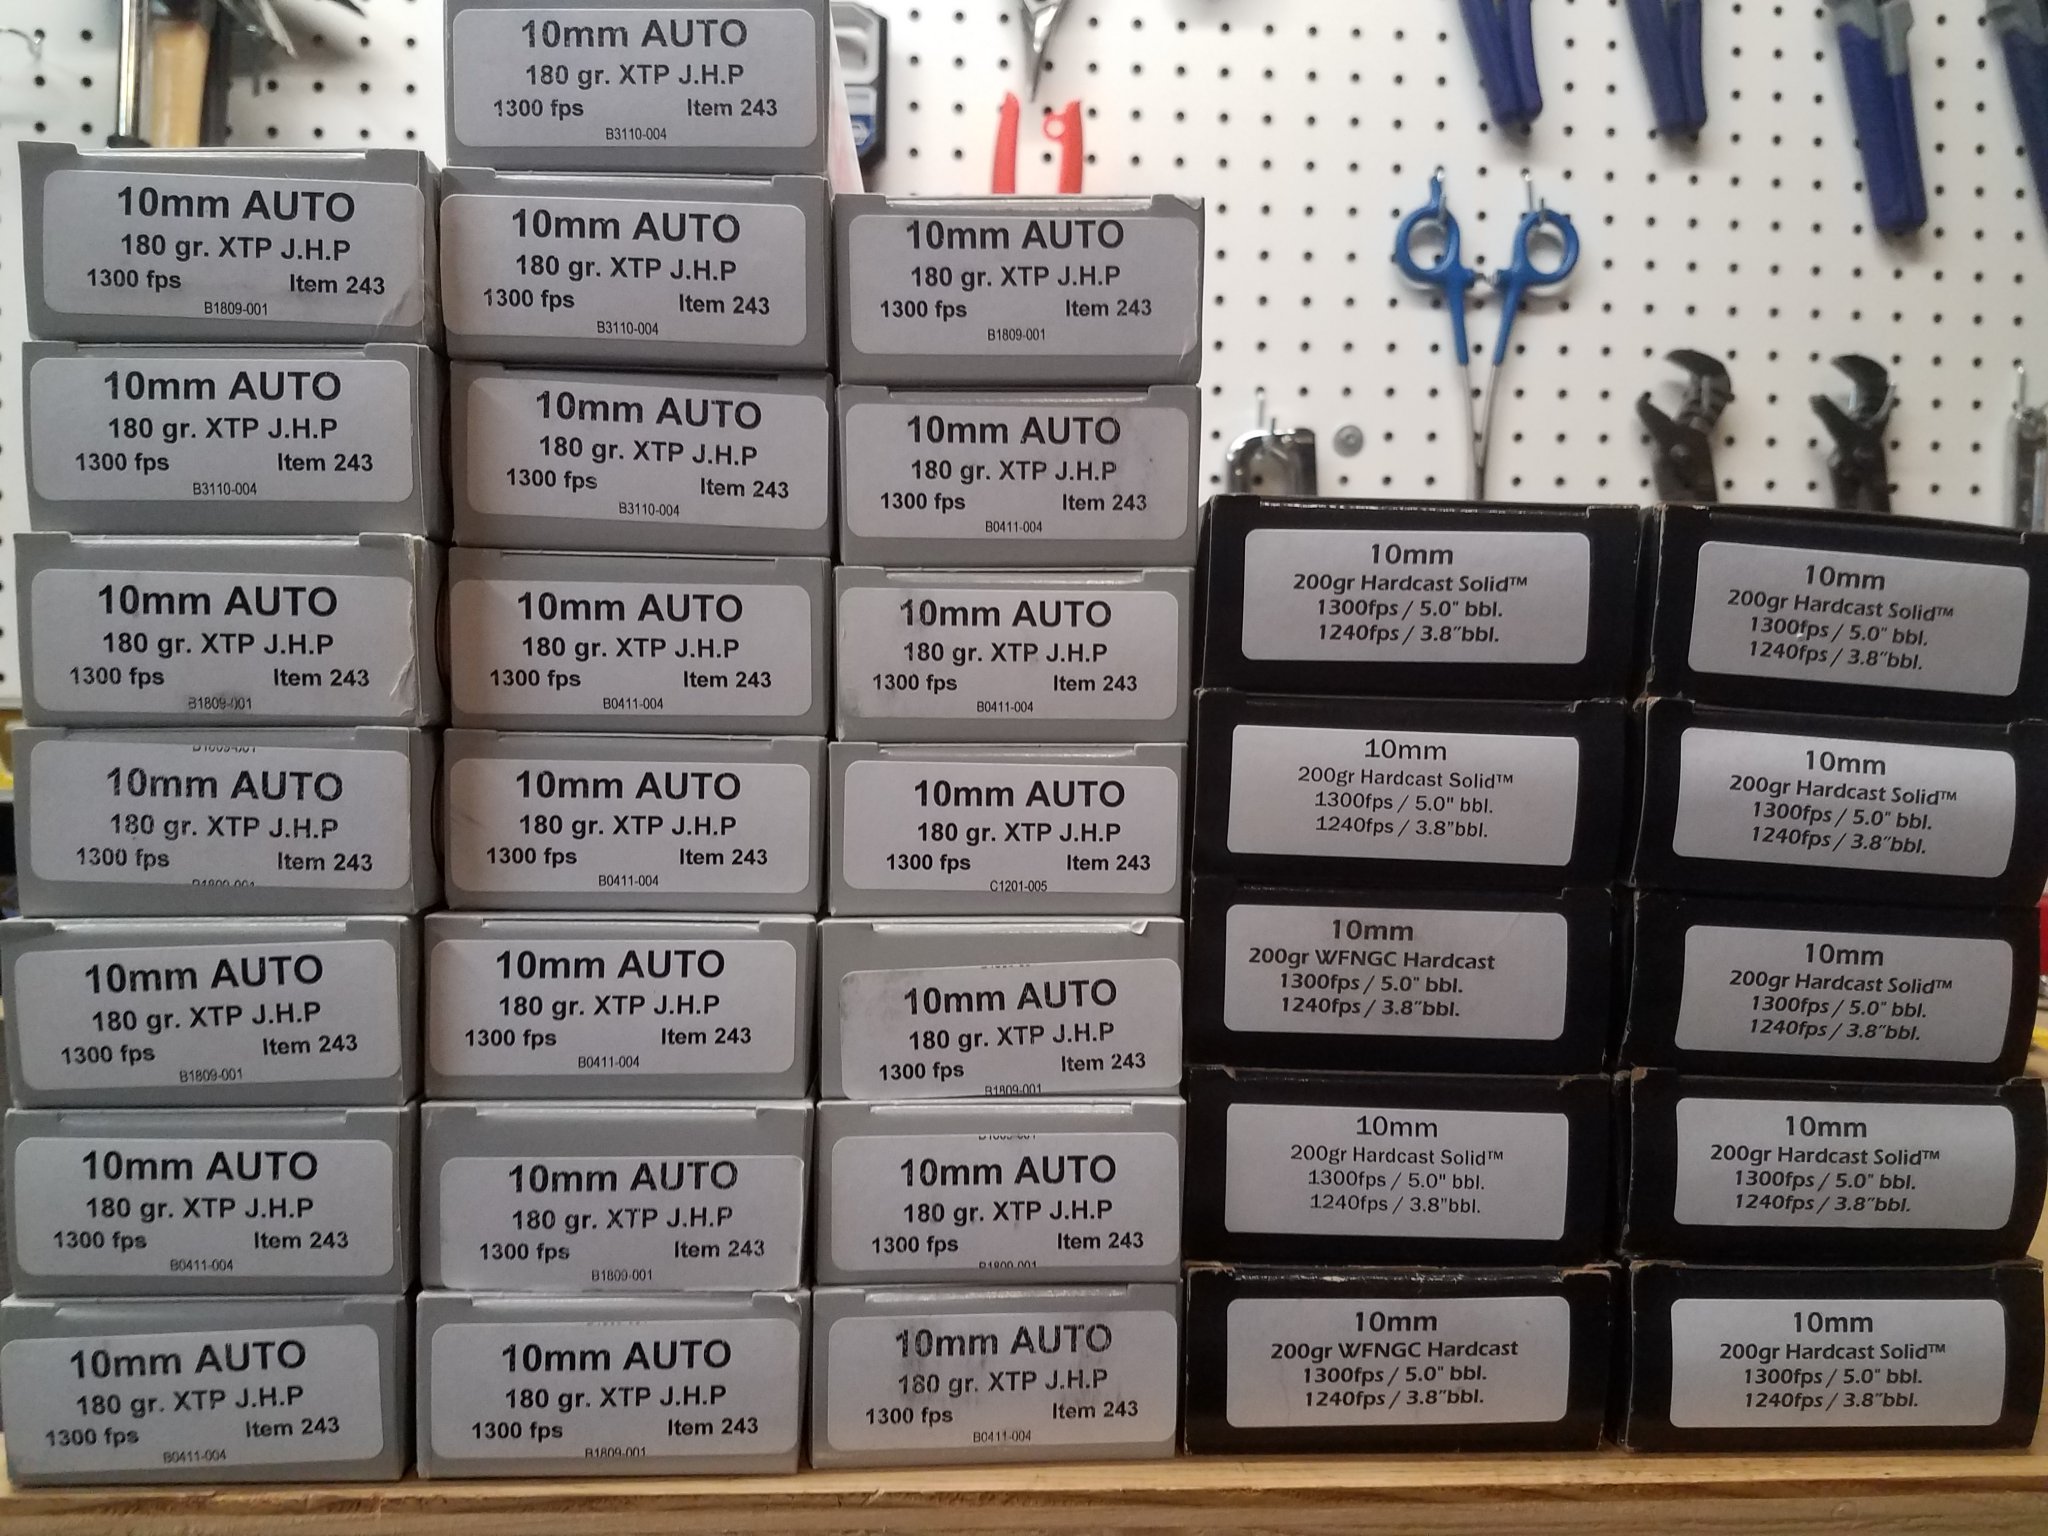 10mm AUTO
180 gr. XTP J.H.P
1300 fps Item 243
B3110-004
10mm AUTO
180 gr. XTP J.H.P
1300 fps Item 243
B1809-001
10mm AUTO
180 gr. XTP J.H.P
1300 fps Item 243
B3110-004
10mm AUTO
180 gr. XTP J.H.P
1300 fps Item 243
B1809-001
10mm AUTO
180 gr. XTP J.H.P
1300 fps Item 243
B0411-004
10mm AUTO
180 gr. XTP J.H.P
1300 fps Item 243
B0411-004
10mm AUTO
180 gr. XTP J.H.P
1300 fps Item 243
B3110-004
10mm AUTO
180 gr. XTP J.H.P
1300 fps Item 243
B3110-004
10mm AUTO
180 gr. XTP J.H.P
1300 fps Item 243
B0411-004
10mm AUTO
180 gr. XTP J.H.P
1300 fps Item 243
B0411-004
10mm AUTO
180 gr. XTP J.H.P
1300 fps Item 243
B0411-004
10mm AUTO
180 gr. XTP J.H.P
1300 fps Item 243
B1809-001
10mm AUTO
180 gr. XTP J.H.P
1300 fps Item 243
B1809-001
10mm AUTO
180 gr. XTP J.H.P
1300 fps Item 243
B1809-001
10mm AUTO
180 gr. XTP J.H.P
1300 fps Item 243
B0411-004
10mm AUTO
180 gr. XTP J.H.P
1300 fps Item 243
B0411-004
10mm AUTO
180 gr. XTP J.H.P
1300 fps Item 243
C1201-005
10mm AUTO
180 gr. XTP J.H.P
1300 fps Item 243
B1809-001
10mm AUTO
180 gr. XTP J.H.P
1300 fps Item 243
B1809-001
10mm AUTO
180 gr. XTP J.H.P
1300 fps Item 243
10mm AUTO
180 gr. XTP J.H.P
1300 fps Item 243
10mm AUTO
180 gr. XTP J.H.P
1300 fps Item 243
B0411-004
10mm
200gr Hardcast Solid™
1300fps / 5.0" bbl.
1240fps / 3.8"bbl.
10mm
200gr Hardcast Solid™
1300fps / 5.0" bbl.
1240fps / 3.8"bbl.
10mm
200gr WFNGC Hardcast
1300fps / 5.0" bbl.
1240fps / 3.8"bbl.
10mm
200gr Hardcast Solid™
1300fps / 5.0" bbl.
1240fps / 3.8"bbl.
10mm
200gr WFNGC Hardcast
1300fps / 5.0" bbl.
1240fps / 3.8"bbl.
10mm
200gr Hardcast Solid™
1300fps / 5.0" bbl.
1240fps / 3.8"bbl.
10mm
200gr Hardcast Solid™
1300fps / 5.0" bbl.
1240fps / 3.8"bbl.
10mm
200gr Hardcast Solid™
1300fps / 5.0" bbl.
1240fps / 3.8"bbl.
10mm
200gr Hardcast Solid™
1300fps / 5.0" bbl.
1240fps / 3.8"bbl.
10mm
200gr Hardcast Solid™
1300fps / 5.0" bbl.
1240fps / 3.8"bbl.